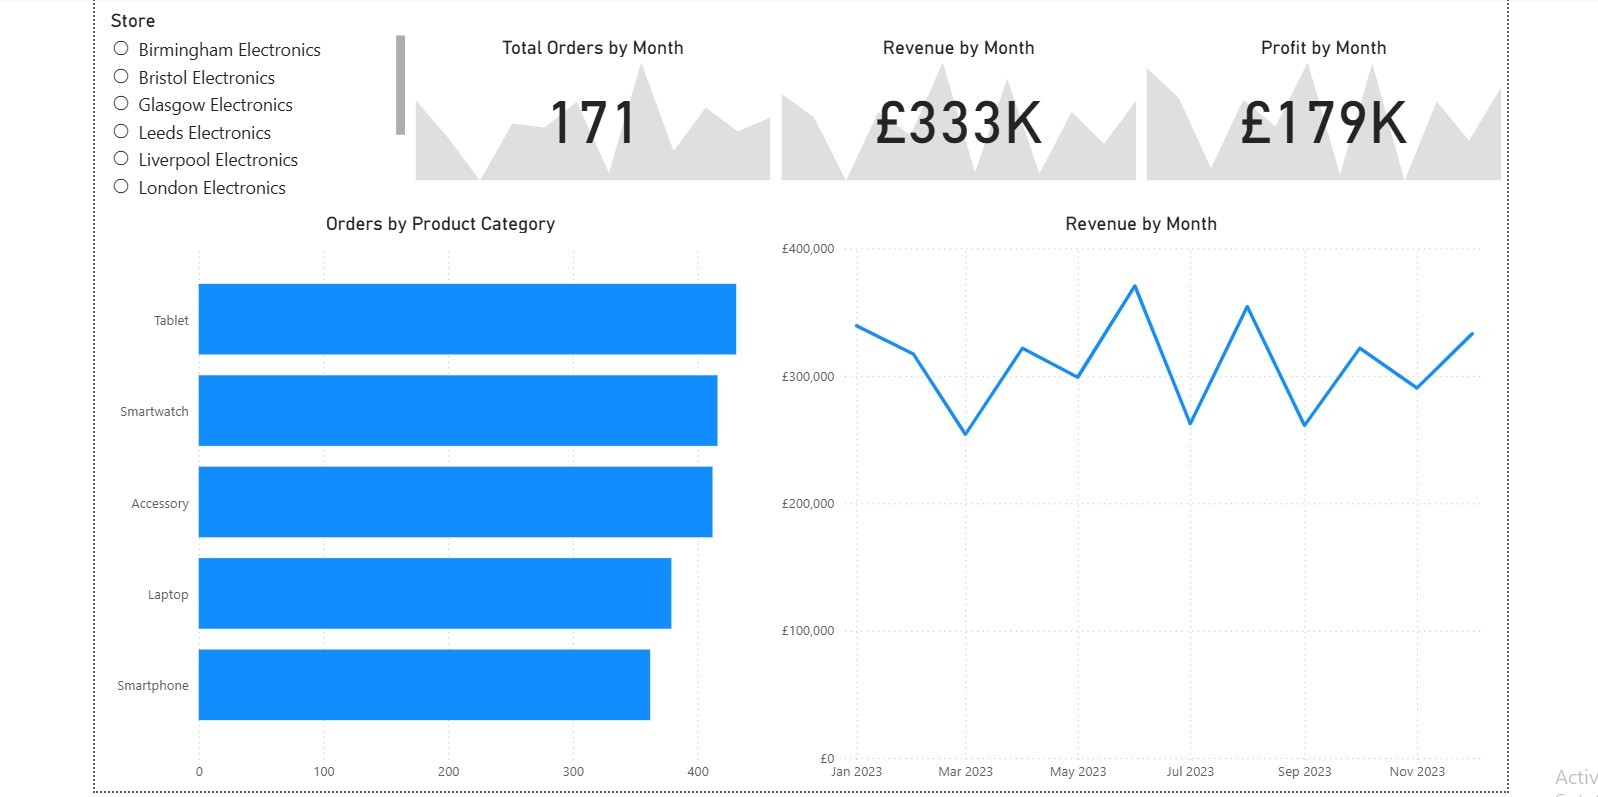 Store
Birmingham Electronics
Bristol Electronics
Glasgow Electronics
Leeds Electronics
Liverpool Electronics
London Electronics
Total Orders by Month
171
Revenue by Month
£333K
Profit by Month
£179K
Orders by Product Category
Tablet
Smartwatch
Accessory
Laptop
Smartphone
0 100 200 300 400
Revenue by Month
£400,000
£300,000
£200,000
£100,000
£0
Jan 2023 Mar 2023 May 2023 Jul 2023 Sep 2023 Nov 2023
Activ